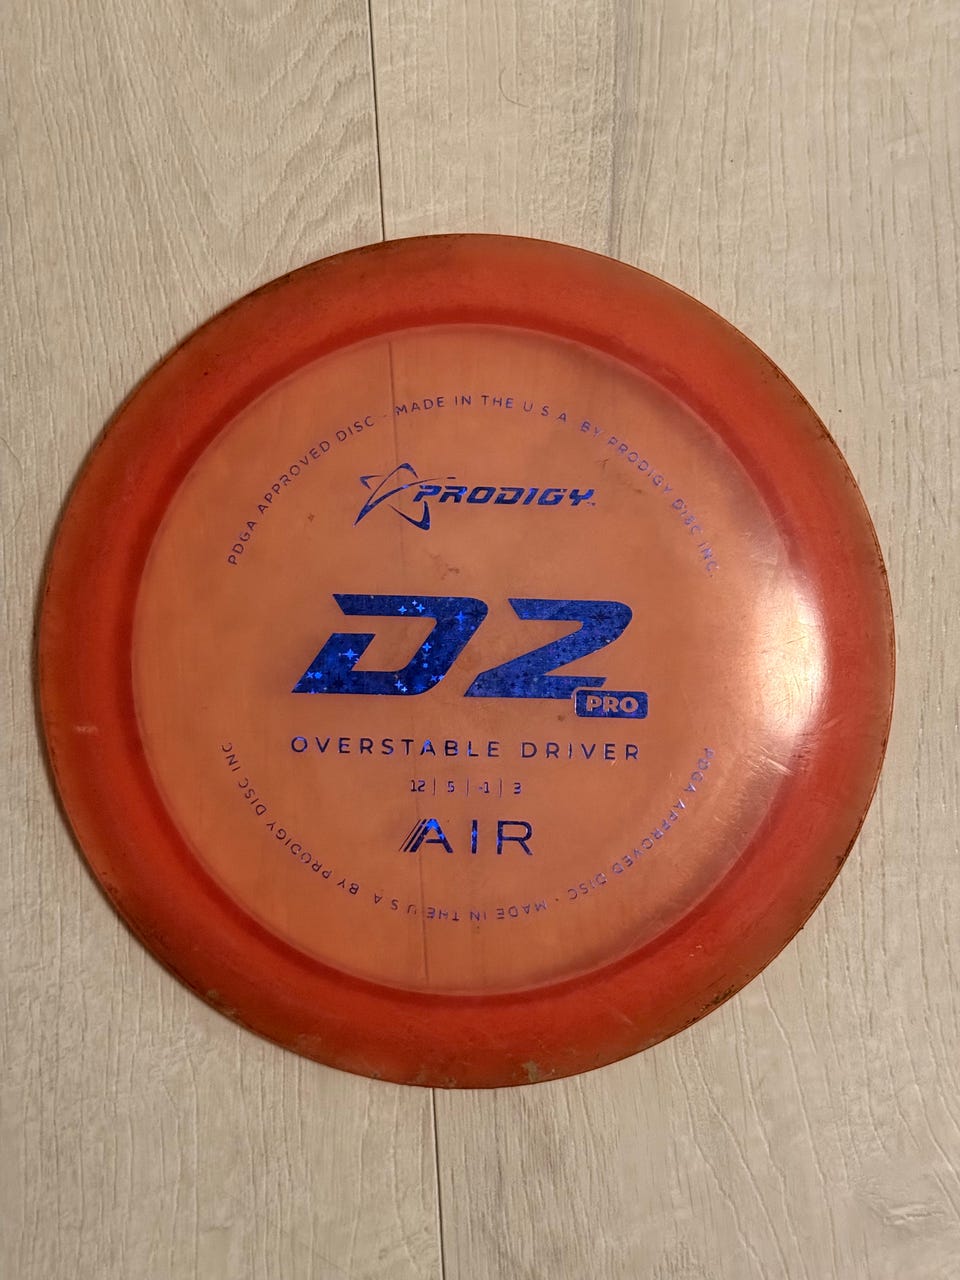 PDGA APPROVED DISC · MADE IN THE U S A BY PRODIGY DISC INC.
PRODIGY
D2
PRO
OVERSTABLE DRIVER
12 | 5 | -1 | 3
AIR
PDGA APPROVED DISC · MADE IN THE U S A BY PRODIGY DISC INC